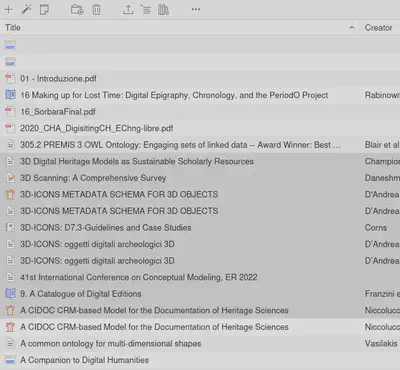 Title Creator
01 - Introduzione.pdf
16 Making up for Lost Time: Digital Epigraphy, Chronology, and the PeriodO Project Rabinowi
16_SorbaraFinal.pdf
2020_CHA_DigisitingCH_EChng-libre.pdf
305.2 PREMIS 3 OWL Ontology: Engaging sets of linked data -- Award Winner: Best ... Blair et al
3D Digital Heritage Models as Sustainable Scholarly Resources Champion
3D Scanning: A Comprehensive Survey Daneshm
3D-ICONS METADATA SCHEMA FOR 3D OBJECTS D'Andrea
3D-ICONS METADATA SCHEMA FOR 3D OBJECTS D'Andrea
3D-ICONS: D7.3-Guidelines and Case Studies Corns
3D-ICONS: oggetti digitali archeologici 3D D'Andrea
3D-ICONS: oggetti digitali archeologici 3D D'Andrea
41st International Conference on Conceptual Modeling, ER 2022
9. A Catalogue of Digital Editions Franzini e
A CIDOC CRM-based Model for the Documentation of Heritage Sciences Niccolucc
A CIDOC CRM-based Model for the Documentation of Heritage Sciences Niccolucc
A common ontology for multi-dimensional shapes Vasilakis
A Companion to Digital Humanities